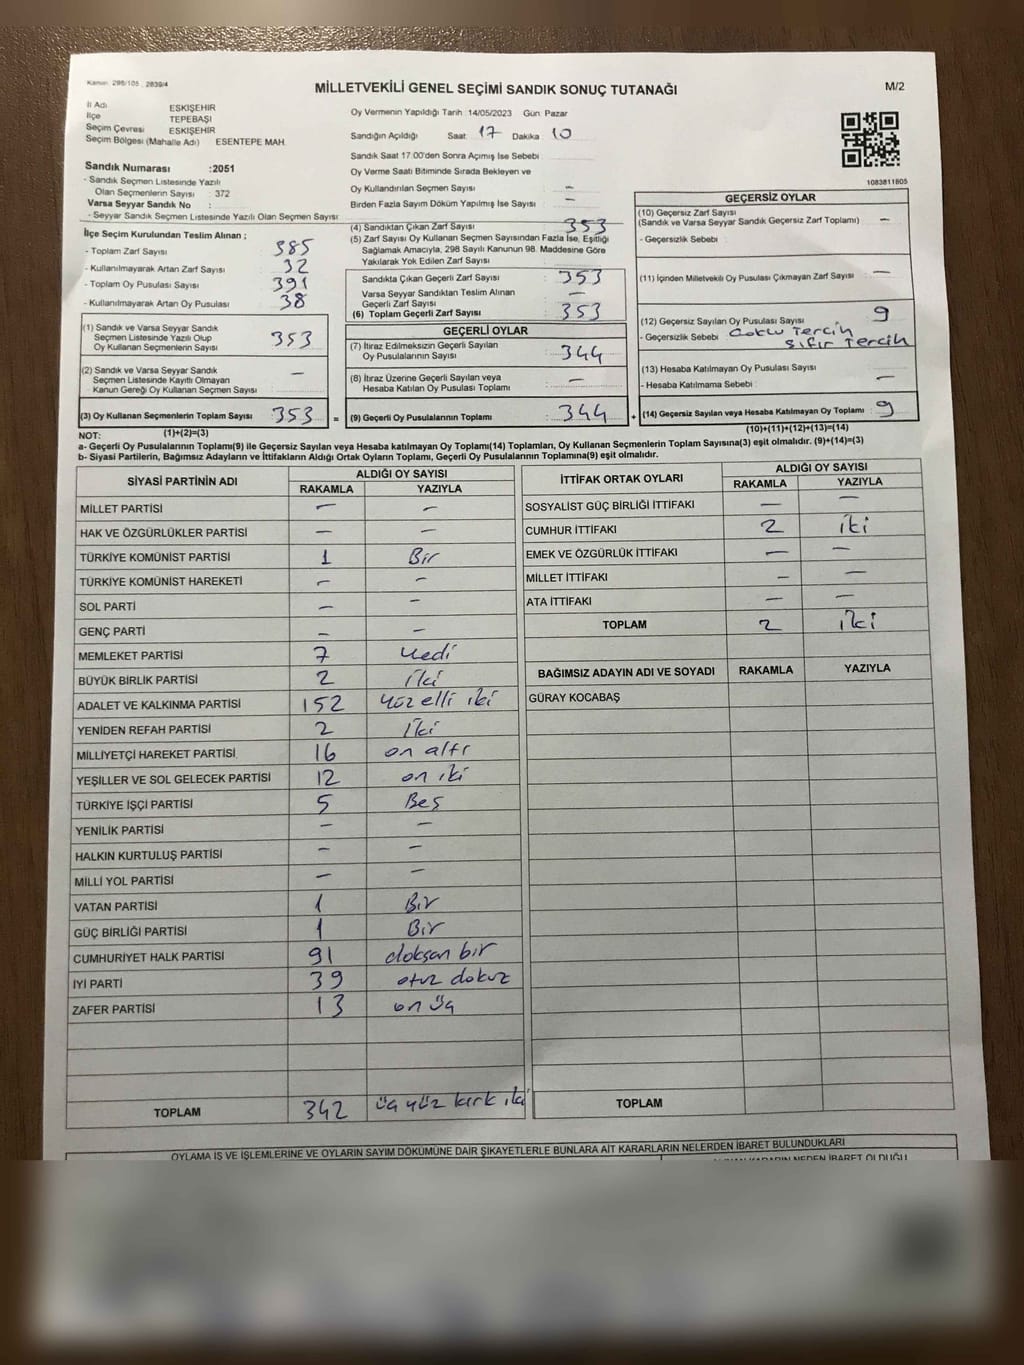 Kanun: 298/105, 2839/4
MİLLETVEKİLİ GENEL SEÇİMİ SANDIK SONUÇ TUTANAĞI
M/2
İl Adı ESKİŞEHİR
İlçe TEPEBAŞI
Seçim Çevresi ESKİŞEHİR
Seçim Bölgesi (Mahalle Adı) ESENTEPE MAH.
Oy Vermenin Yapıldığı Tarih : 14/05/2023 Gün: Pazar
Sandığın Açıldığı Saat: 17 Dakika 10
Sandık Saat 17.00'den Sonra Açımış İse Sebebi
Oy Verme Saati Bitiminde Sırada Bekleyen ve
Oy Kullandırılan Seçmen Sayısı : –
Birden Fazla Sayım Döküm Yapılmış İse Sayısı : –
1083811805
Sandık Numarası :2051
- Sandık Seçmen Listesinde Yazılı
Olan Seçmenlerin Sayısı : 372
Varsa Seyyar Sandık No :
- Seyyar Sandık Seçmen Listesinde Yazılı Olan Seçmen Sayısı :
İlçe Seçim Kurulundan Teslim Alınan ;
- Toplam Zarf Sayısı : 385
- Kullanılmayarak Artan Zarf Sayısı : 32
- Toplam Oy Pusulası Sayısı : 391
- Kullanılmayarak Artan Oy Pusulası : 38
(1) Sandık ve Varsa Seyyar Sandık
Seçmen Listesinde Yazılı Olup
Oy Kullanan Seçmenlerin Sayısı : 353
(2) Sandık ve Varsa Seyyar Sandık
Seçmen Listesinde Kayıtlı Olmayan
Kanun Gereği Oy Kullanan Seçmen Sayısı : –
(3) Oy Kullanan Seçmenlerin Toplam Sayısı : 353 =
(1)+(2)=(3)
(4) Sandıktan Çıkan Zarf Sayısı : 353
(5) Zarf Sayısı Oy Kullanan Seçmen Sayısından Fazla İse, Eşitliği
Sağlamak Amacıyla, 298 Sayılı Kanunun 98. Maddesine Göre
Yakılarak Yok Edilen Zarf Sayısı :
Sandıkta Çıkan Geçerli Zarf Sayısı : 353
Varsa Seyyar Sandıktan Teslim Alınan
Geçerli Zarf Sayısı : –
(6) Toplam Geçerli Zarf Sayısı : 353
GEÇERLİ OYLAR
(7) İtiraz Edilmeksizin Geçerli Sayılan
Oy Pusulalarının Sayısı : 344
(8) İtiraz Üzerine Geçerli Sayılan veya
Hesaba Katılan Oy Pusulası Toplamı : –
(9) Geçerli Oy Pusulalarının Toplamı : 344 +
GEÇERSİZ OYLAR
(10) Geçersiz Zarf Sayısı
(Sandık ve Varsa Seyyar Sandık Geçersiz Zarf Toplamı) : –
- Geçersizlik Sebebi :
(11) İçinden Milletvekili Oy Pusulası Çıkmayan Zarf Sayısı : –
(12) Geçersiz Sayılan Oy Pusulası Sayısı : 9
- Geçersizlik Sebebi : Çoklu Tercih
Sıfır Tercih
(13) Hesaba Katılmayan Oy Pusulası Sayısı :
- Hesaba Katılmama Sebebi : –
(14) Geçersiz Sayılan veya Hesaba Katılmayan Oy Toplamı : 9
(10)+(11)+(12)+(13)=(14)
NOT:
a- Geçerli Oy Pusulalarının Toplamı(9) ile Geçersiz Sayılan veya Hesaba katılmayan Oy Toplamı(14) Toplamları, Oy Kullanan Seçmenlerin Toplam Sayısına(3) eşit olmalıdır. (9)+(14)=(3)
b- Siyasi Partilerin, Bağımsız Adayların ve İttifakların Aldığı Ortak Oyların Toplamı, Geçerli Oy Pusulalarının Toplamına(9) eşit olmalıdır.
SİYASİ PARTİNİN ADI ALDIĞI OY SAYISI
RAKAMLA YAZIYLA
MİLLET PARTİSİ – –
HAK VE ÖZGÜRLÜKLER PARTİSİ – –
TÜRKİYE KOMÜNİST PARTİSİ 1 Bir
TÜRKİYE KOMÜNİST HAREKETİ – –
SOL PARTİ – –
GENÇ PARTİ – –
MEMLEKET PARTİSİ 7 Yedi
BÜYÜK BİRLİK PARTİSİ 2 iki
ADALET VE KALKINMA PARTİSİ 152 Yüz elli iki
YENİDEN REFAH PARTİSİ 2 İki
MİLLİYETÇİ HAREKET PARTİSİ 16 on altı
YEŞİLLER VE SOL GELECEK PARTİSİ 12 on iki
TÜRKİYE İŞÇİ PARTİSİ 5 Beş
YENİLİK PARTİSİ – –
HALKIN KURTULUŞ PARTİSİ – –
MİLLİ YOL PARTİSİ – –
VATAN PARTİSİ 1 Bir
GÜÇ BİRLİĞİ PARTİSİ 1 Bir
CUMHURİYET HALK PARTİSİ 91 doksan bir
İYİ PARTİ 39 otuz dokuz
ZAFER PARTİSİ 13 on üç
TOPLAM 342 üç yüz kırk iki
İTTİFAK ORTAK OYLARI ALDIĞI OY SAYISI
RAKAMLA YAZIYLA
SOSYALİST GÜÇ BİRLİĞİ İTTİFAKI – –
CUMHUR İTTİFAKI 2 iki
EMEK VE ÖZGÜRLÜK İTTİFAKI – –
MİLLET İTTİFAKI – –
ATA İTTİFAKI – –
TOPLAM 2 iki
BAĞIMSIZ ADAYIN ADI VE SOYADI RAKAMLA YAZIYLA
GÜRAY KOCABAŞ
TOPLAM
OYLAMA İŞ VE İŞLEMLERİNE VE OYLARIN SAYIM DÖKÜMÜNE DAİR ŞİKAYETLERLE BUNLARA AİT KARARLARIN NELERDEN İBARET BULUNDUKLARI
KARARIN NEDEN İBARET OLDUĞU